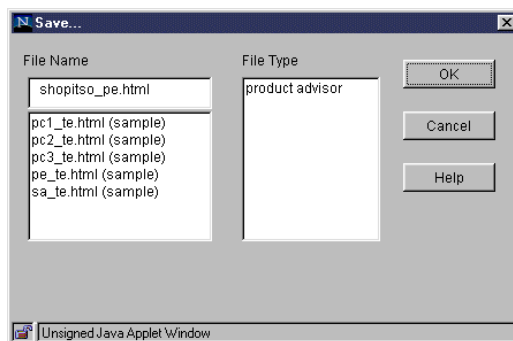 Save...
File Name
File Type
shopitso_pe.html
product advisor
OK
pc1_te.html (sample)
pc2_te.html (sample)
pc3_te.html (sample)
pe_te.html (sample)
sa_te.html (sample)
Cancel
Help
Unsigned Java Applet Window